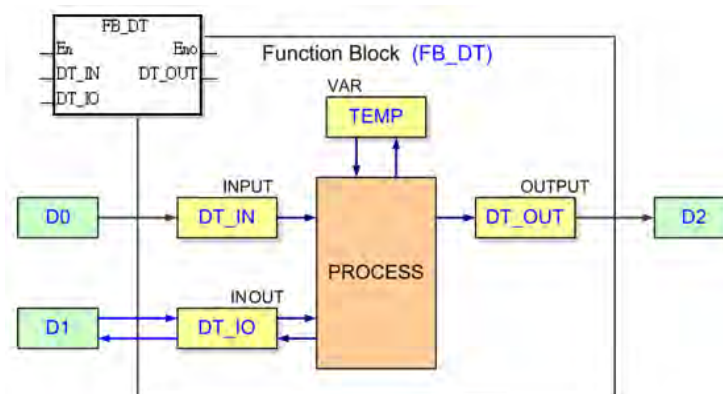 FB_DT
En
Eno
DT_IN
DT_OUT
DT_IO
Function Block (FB_DT)
VAR
TEMP
INPUT
OUTPUT
D0
DT_IN
DT_OUT
D2
PROCESS
INOUT
D1
DT_IO